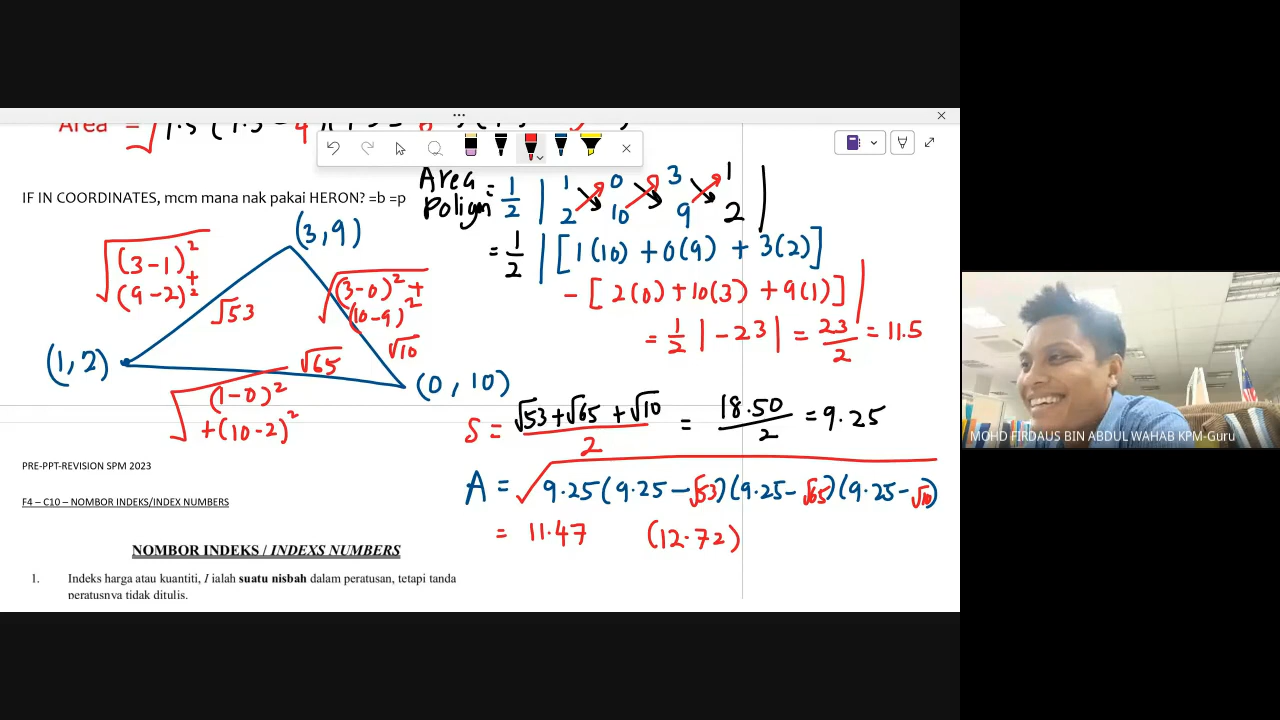 Area =
IF IN COORDINATES, mcm mana nak pakai HERON? =b =p
Area Poligon = 1/2 | 1 0 3 1
2 10 9 2 |
= 1/2 | [1(10) + 0(9) + 3(2)]
- [2(0) + 10(3) + 9(1)] |
= 1/2 | - 23 | = 23/2 = 11.5
(3, 9)
√(3-1)² + (9-2)²
√53
√(3-0)² + (10-9)²
√10
(1, 2)
√65
(0, 10)
√(1-0)² + (10-2)²
S = √53 + √65 + √10 / 2 = 18.50 / 2 = 9.25
A = √9.25(9.25 - √53)(9.25 - √65)(9.25 - √10)
= 11.47 (12.72)
PRE-PPT-REVISION SPM 2023
F4 – C10 – NOMBOR INDEKS/INDEX NUMBERS
NOMBOR INDEKS / INDEXS NUMBERS
1. Indeks harga atau kuantiti, I ialah suatu nisbah dalam peratusan, tetapi tanda
peratusnya tidak ditulis.
MOHD FIRDAUS BIN ABDUL WAHAB KPM-Guru